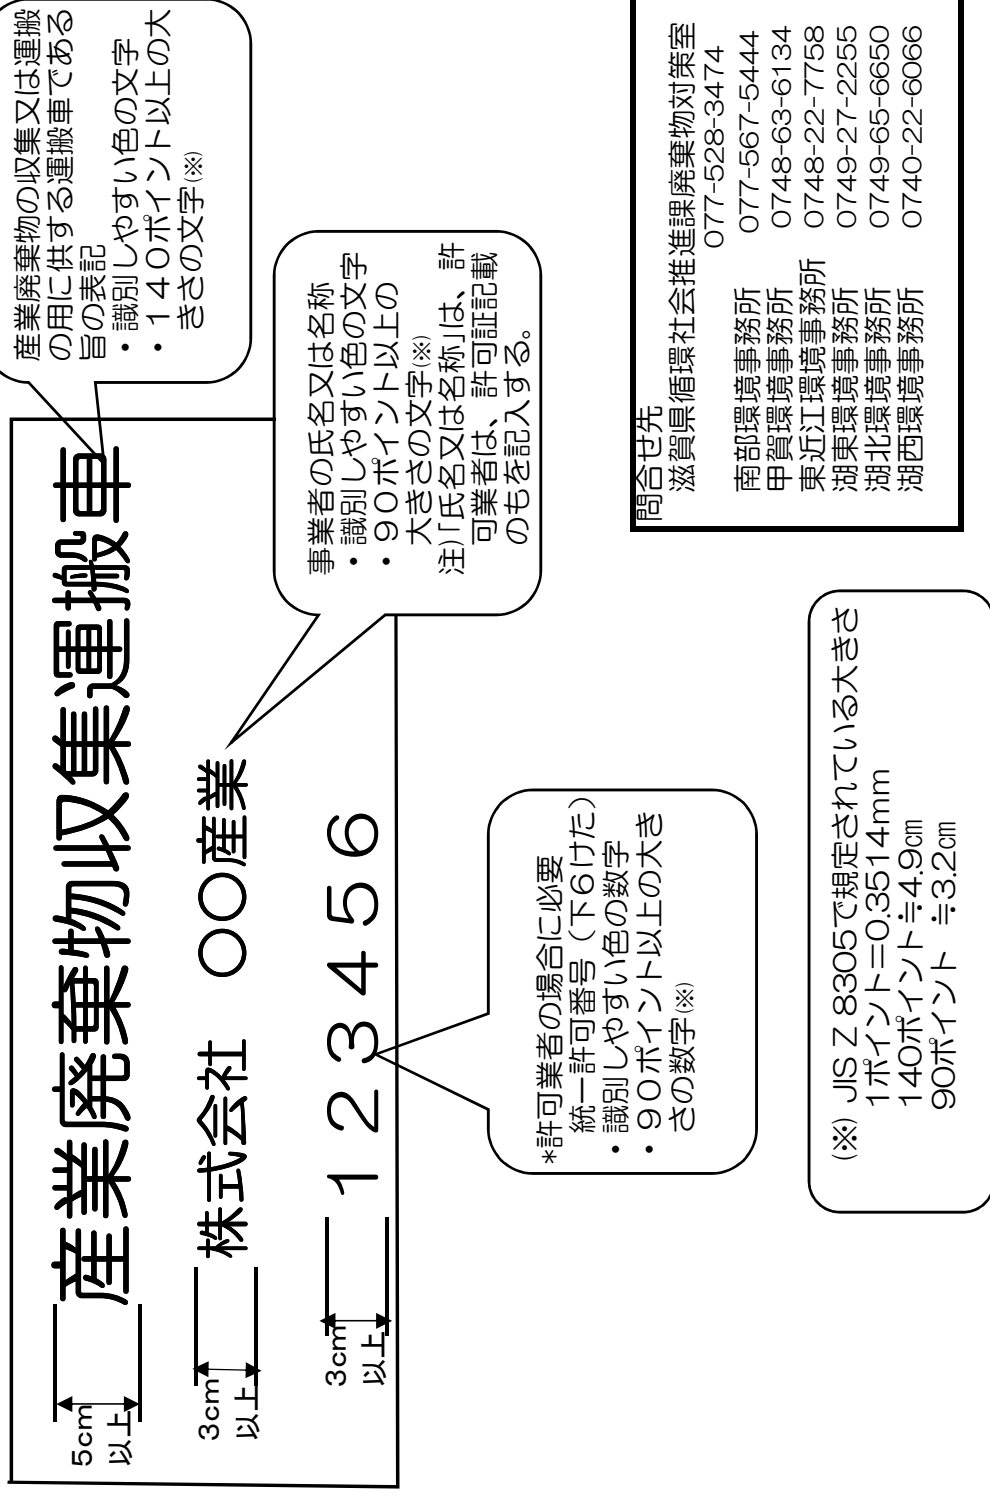 産業廃棄物の収集又は運搬
の用に供する運搬車である
旨の表記
・識別しやすい色の文字
・140ポイント以上の大
きさの文字(※)
産業廃棄物収集運搬車
5cm
以上
株式会社 〇〇産業
3cm
以上
123456
3cm
以上
事業者の氏名又は名称
・識別しやすい色の文字
・90ポイント以上の
大きさの文字(※)
注)「氏名又は名称」は、許
可業者は、許可証記載
のもを記入する。
*許可業者の場合に必要
統一許可番号（下6けた）
・識別しやすい色の数字
・90ポイント以上の大き
さの数字(※)
問合せ先
滋賀県循環社会推進課廃棄物対策室
077-528-3474
南部環境事務所 077-567-5444
甲賀環境事務所 0748-63-6134
東近江環境事務所 0748-22-7758
湖東環境事務所 0749-27-2255
湖北環境事務所 0749-65-6650
湖西環境事務所 0740-22-6066
(※) JIS Z 8305で規定されている大きさ
1ポイント=0.3514mm
140ポイント≒4.9㎝
90ポイント ≒3.2㎝